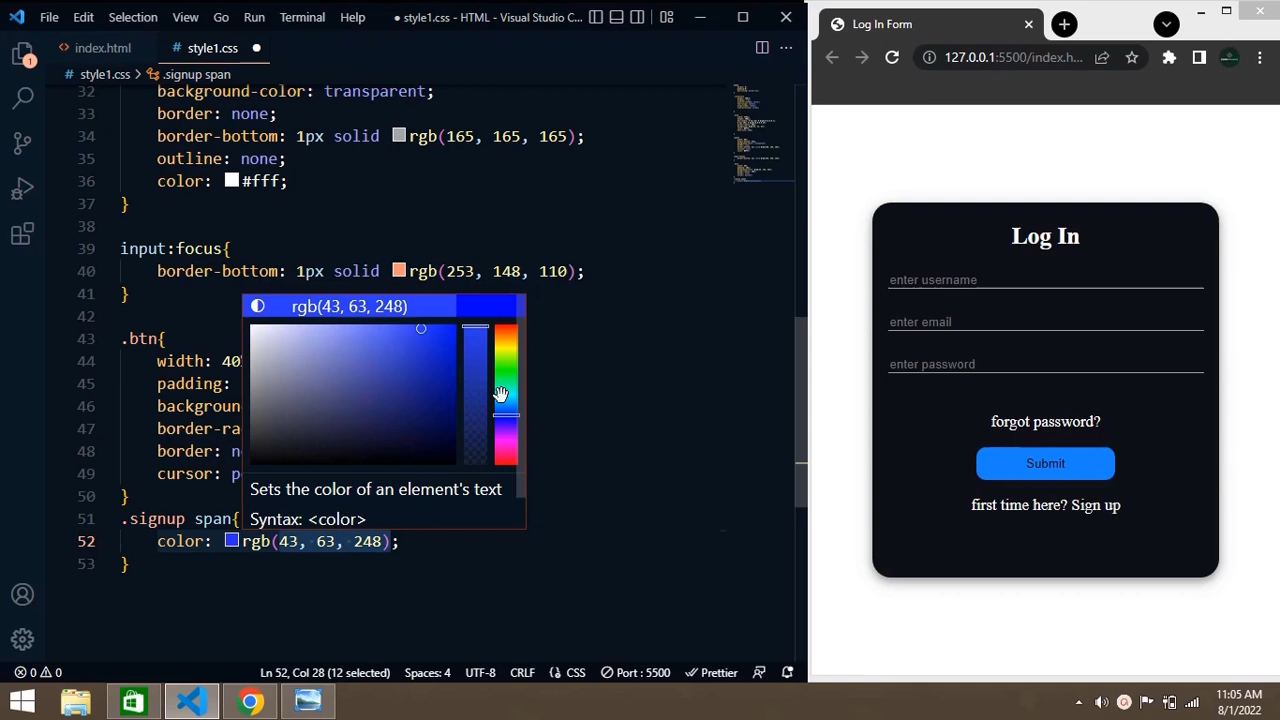 File Edit Selection View Go Run Terminal Help ● style1.css - HTML - Visual Studio C...
<> index.html
style1.css ●
style1.css > .signup span
32 background-color: transparent;
33 border: none;
34 border-bottom: 1px solid rgb(165, 165, 165);
35 outline: none;
36 color: #fff;
37 }
38
39 input:focus{
40 border-bottom: 1px solid rgb(253, 148, 110);
41 }
42
43 .btn{
44 width: 40
45 padding:
46 background
47 border-ra
48 border: n
49 cursor: p
50 }
51 .signup span{
52 color: rgb(43, 63, 248);
53 }
rgb(43, 63, 248)
Sets the color of an element's text
Syntax: <color>
1
0 0 Ln 52, Col 28 (12 selected) Spaces: 4 UTF-8 CRLF CSS Port : 5500 Prettier
Log In Form
127.0.0.1:5500/index.h...
Log In
enter username
enter email
enter password
forgot password?
Submit
first time here? Sign up
11:05 AM
8/1/2022